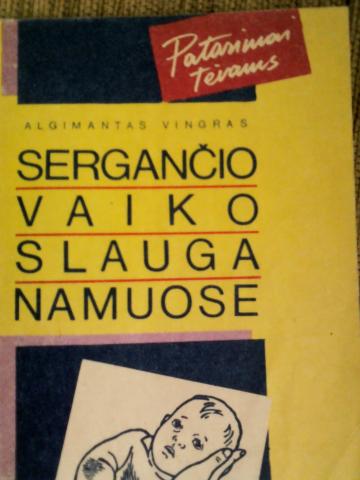 Patarimai
tėvams
ALGIMANTAS VINGRAS
SERGANČIO
VAIKO
SLAUGA
NAMUOSE